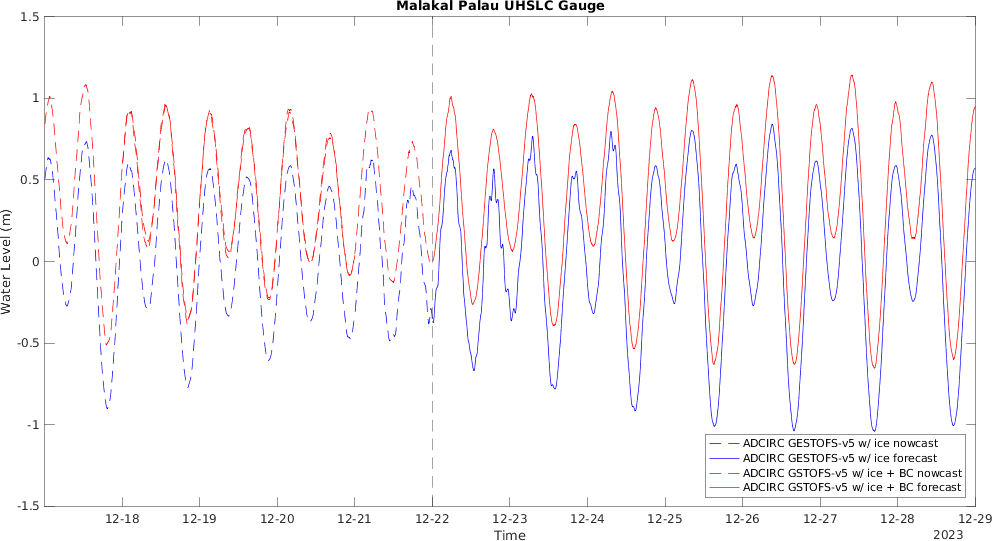 Malakal Palau UHSLC Gauge
1.5
1
0.5
0
-0.5
-1
-1.5
Water Level (m)
ADCIRC GESTOFS-v5 w/ ice nowcast
ADCIRC GESTOFS-v5 w/ ice forecast
ADCIRC GSTOFS-v5 w/ ice + BC nowcast
ADCIRC GSTOFS-v5 w/ ice + BC forecast
12-18 12-19 12-20 12-21 12-22 12-23 12-24 12-25 12-26 12-27 12-28 12-29
Time
2023